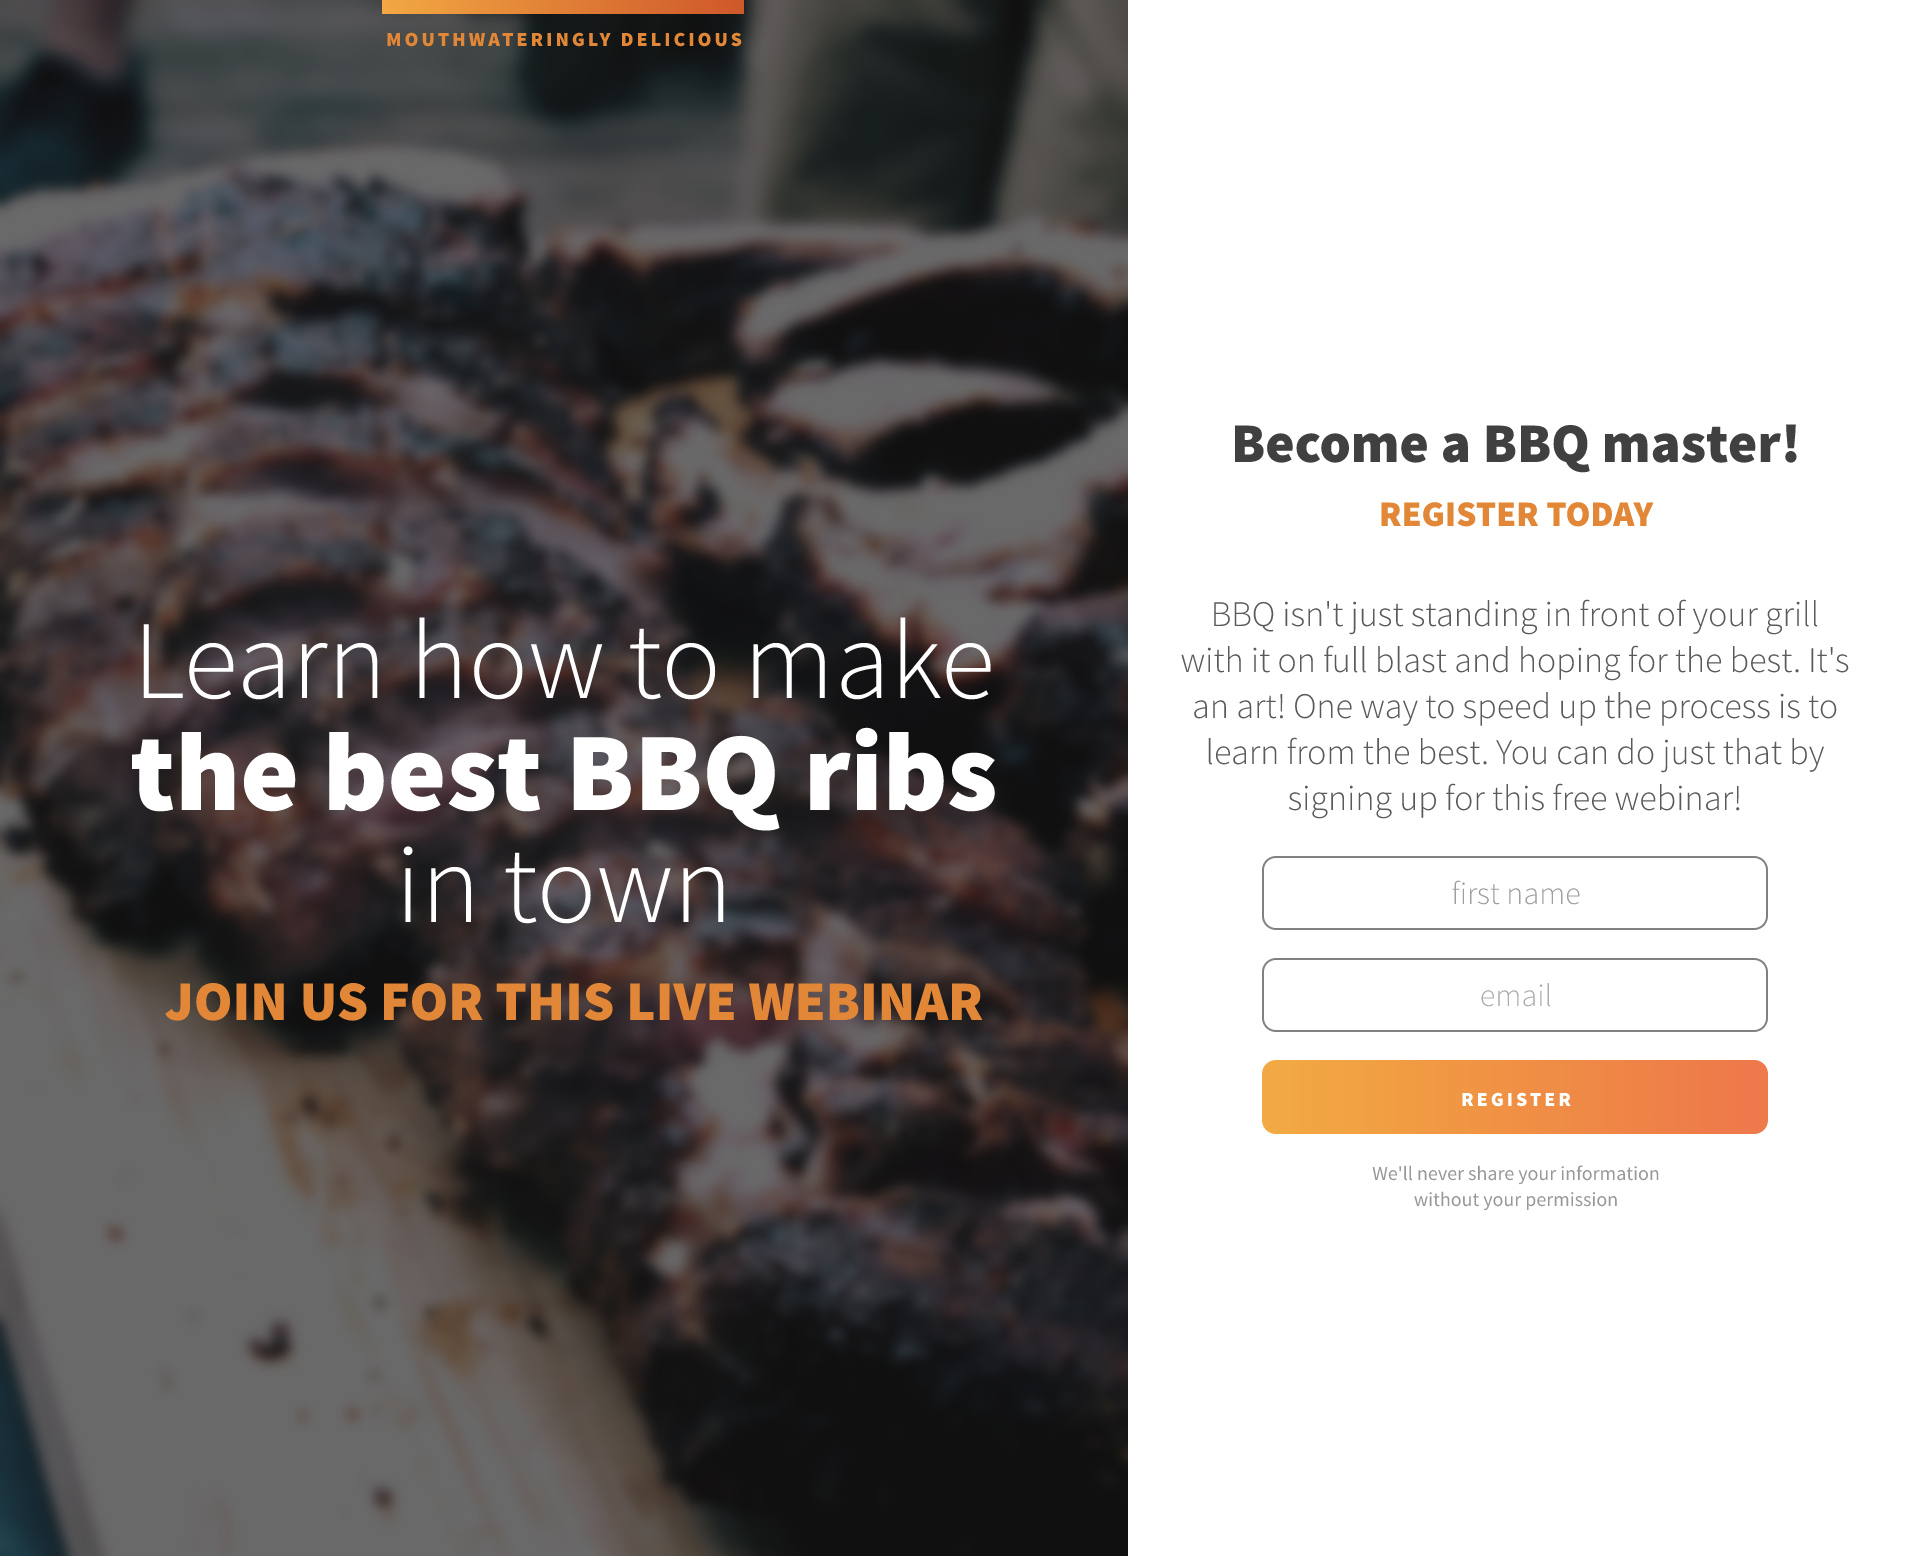 MOUTHWATERINGLY DELICIOUS
Learn how to make
the best BBQ ribs
in town
JOIN US FOR THIS LIVE WEBINAR
Become a BBQ master!
REGISTER TODAY
BBQ isn't just standing in front of your grill
with it on full blast and hoping for the best. It's
an art! One way to speed up the process is to
learn from the best. You can do just that by
signing up for this free webinar!
first name
email
REGISTER
We'll never share your information
without your permission